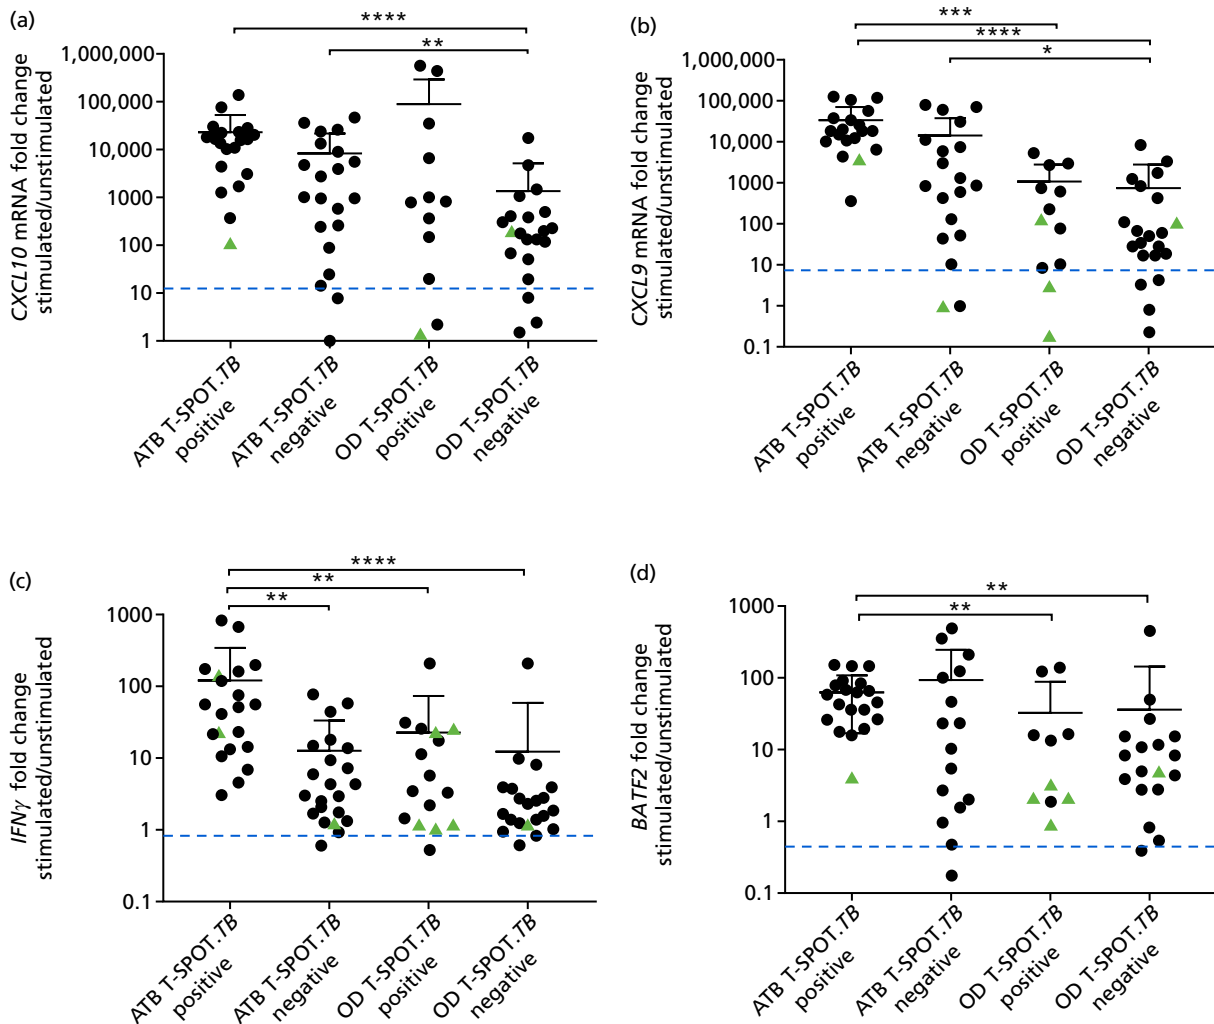 (a)
****
**
CXCL10 mRNA fold change
stimulated/unstimulated
1,000,000
100,000
10,000
1000
100
10
1
ATB T-SPOT.TB
positive
ATB T-SPOT.TB
negative
OD T-SPOT.TB
positive
OD T-SPOT.TB
negative
(b)
***
****
*
CXCL9 mRNA fold change
stimulated/unstimulated
1,000,000
100,000
10,000
1000
100
10
1
0.1
ATB T-SPOT.TB
positive
ATB T-SPOT.TB
negative
OD T-SPOT.TB
positive
OD T-SPOT.TB
negative
(c)
****
**
**
IFNγ fold change
stimulated/unstimulated
1000
100
10
1
0.1
ATB T-SPOT.TB
positive
ATB T-SPOT.TB
negative
OD T-SPOT.TB
positive
OD T-SPOT.TB
negative
(d)
**
**
BATF2 fold change
stimulated/unstimulated
1000
100
10
1
0.1
ATB T-SPOT.TB
positive
ATB T-SPOT.TB
negative
OD T-SPOT.TB
positive
OD T-SPOT.TB
negative